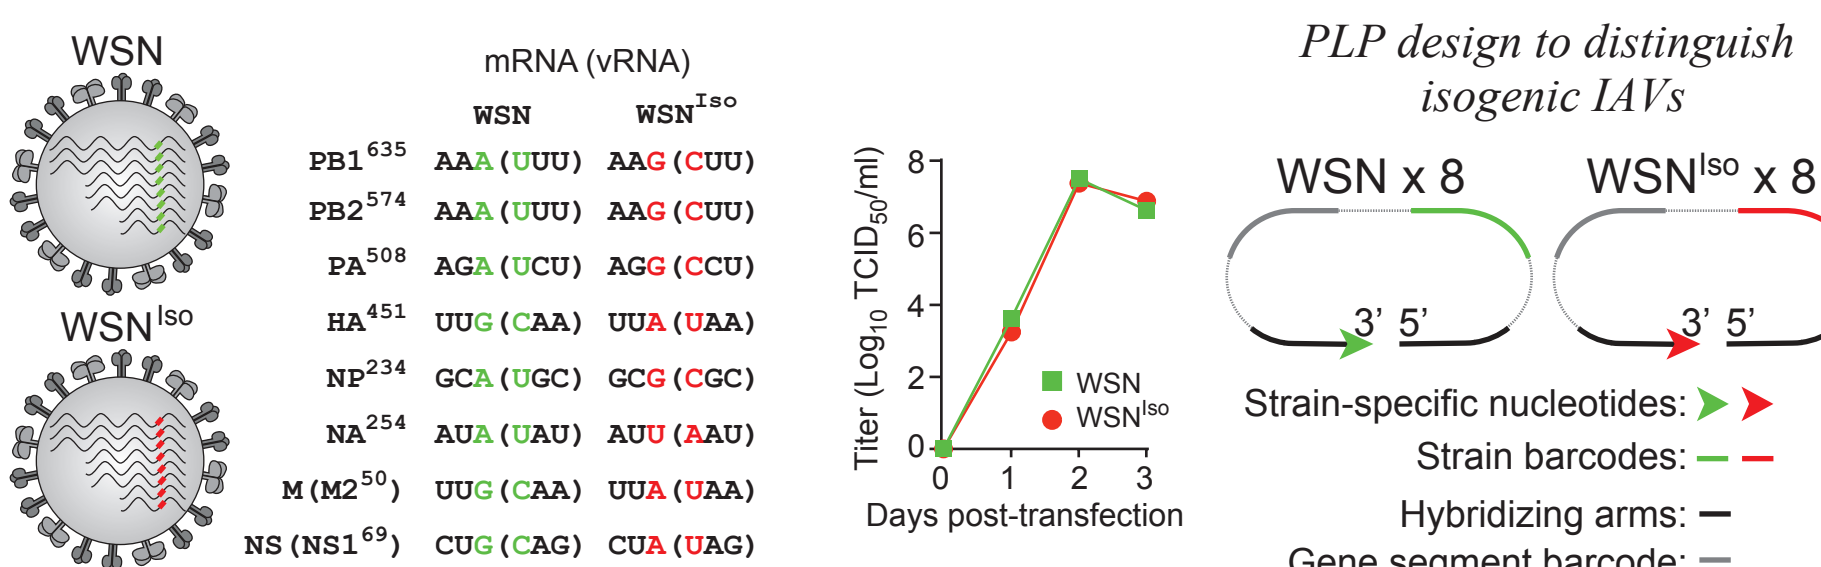 WSN
WSN^Iso
mRNA (vRNA)
WSN WSN^Iso
PB1^635 AAA(UUU) AAG(CUU)
PB2^574 AAA(UUU) AAG(CUU)
PA^508 AGA(UCU) AGG(CCU)
HA^451 UUG(CAA) UUA(UAA)
NP^234 GCA(UGC) GCG(CGC)
NA^254 AUA(UAU) AUU(AAU)
M(M2^50) UUG(CAA) UUA(UAA)
NS(NS1^69) CUG(CAG) CUA(UAG)
Titer (Log10 TCID50/ml)
8
6
4
2
0
0 1 2 3
Days post-transfection
WSN
WSN^Iso
PLP design to distinguish
isogenic IAVs
WSN x 8 WSN^Iso x 8
3’ 5’ 3’ 5’
Strain-specific nucleotides:
Strain barcodes:
Hybridizing arms:
Gene segment barcode: